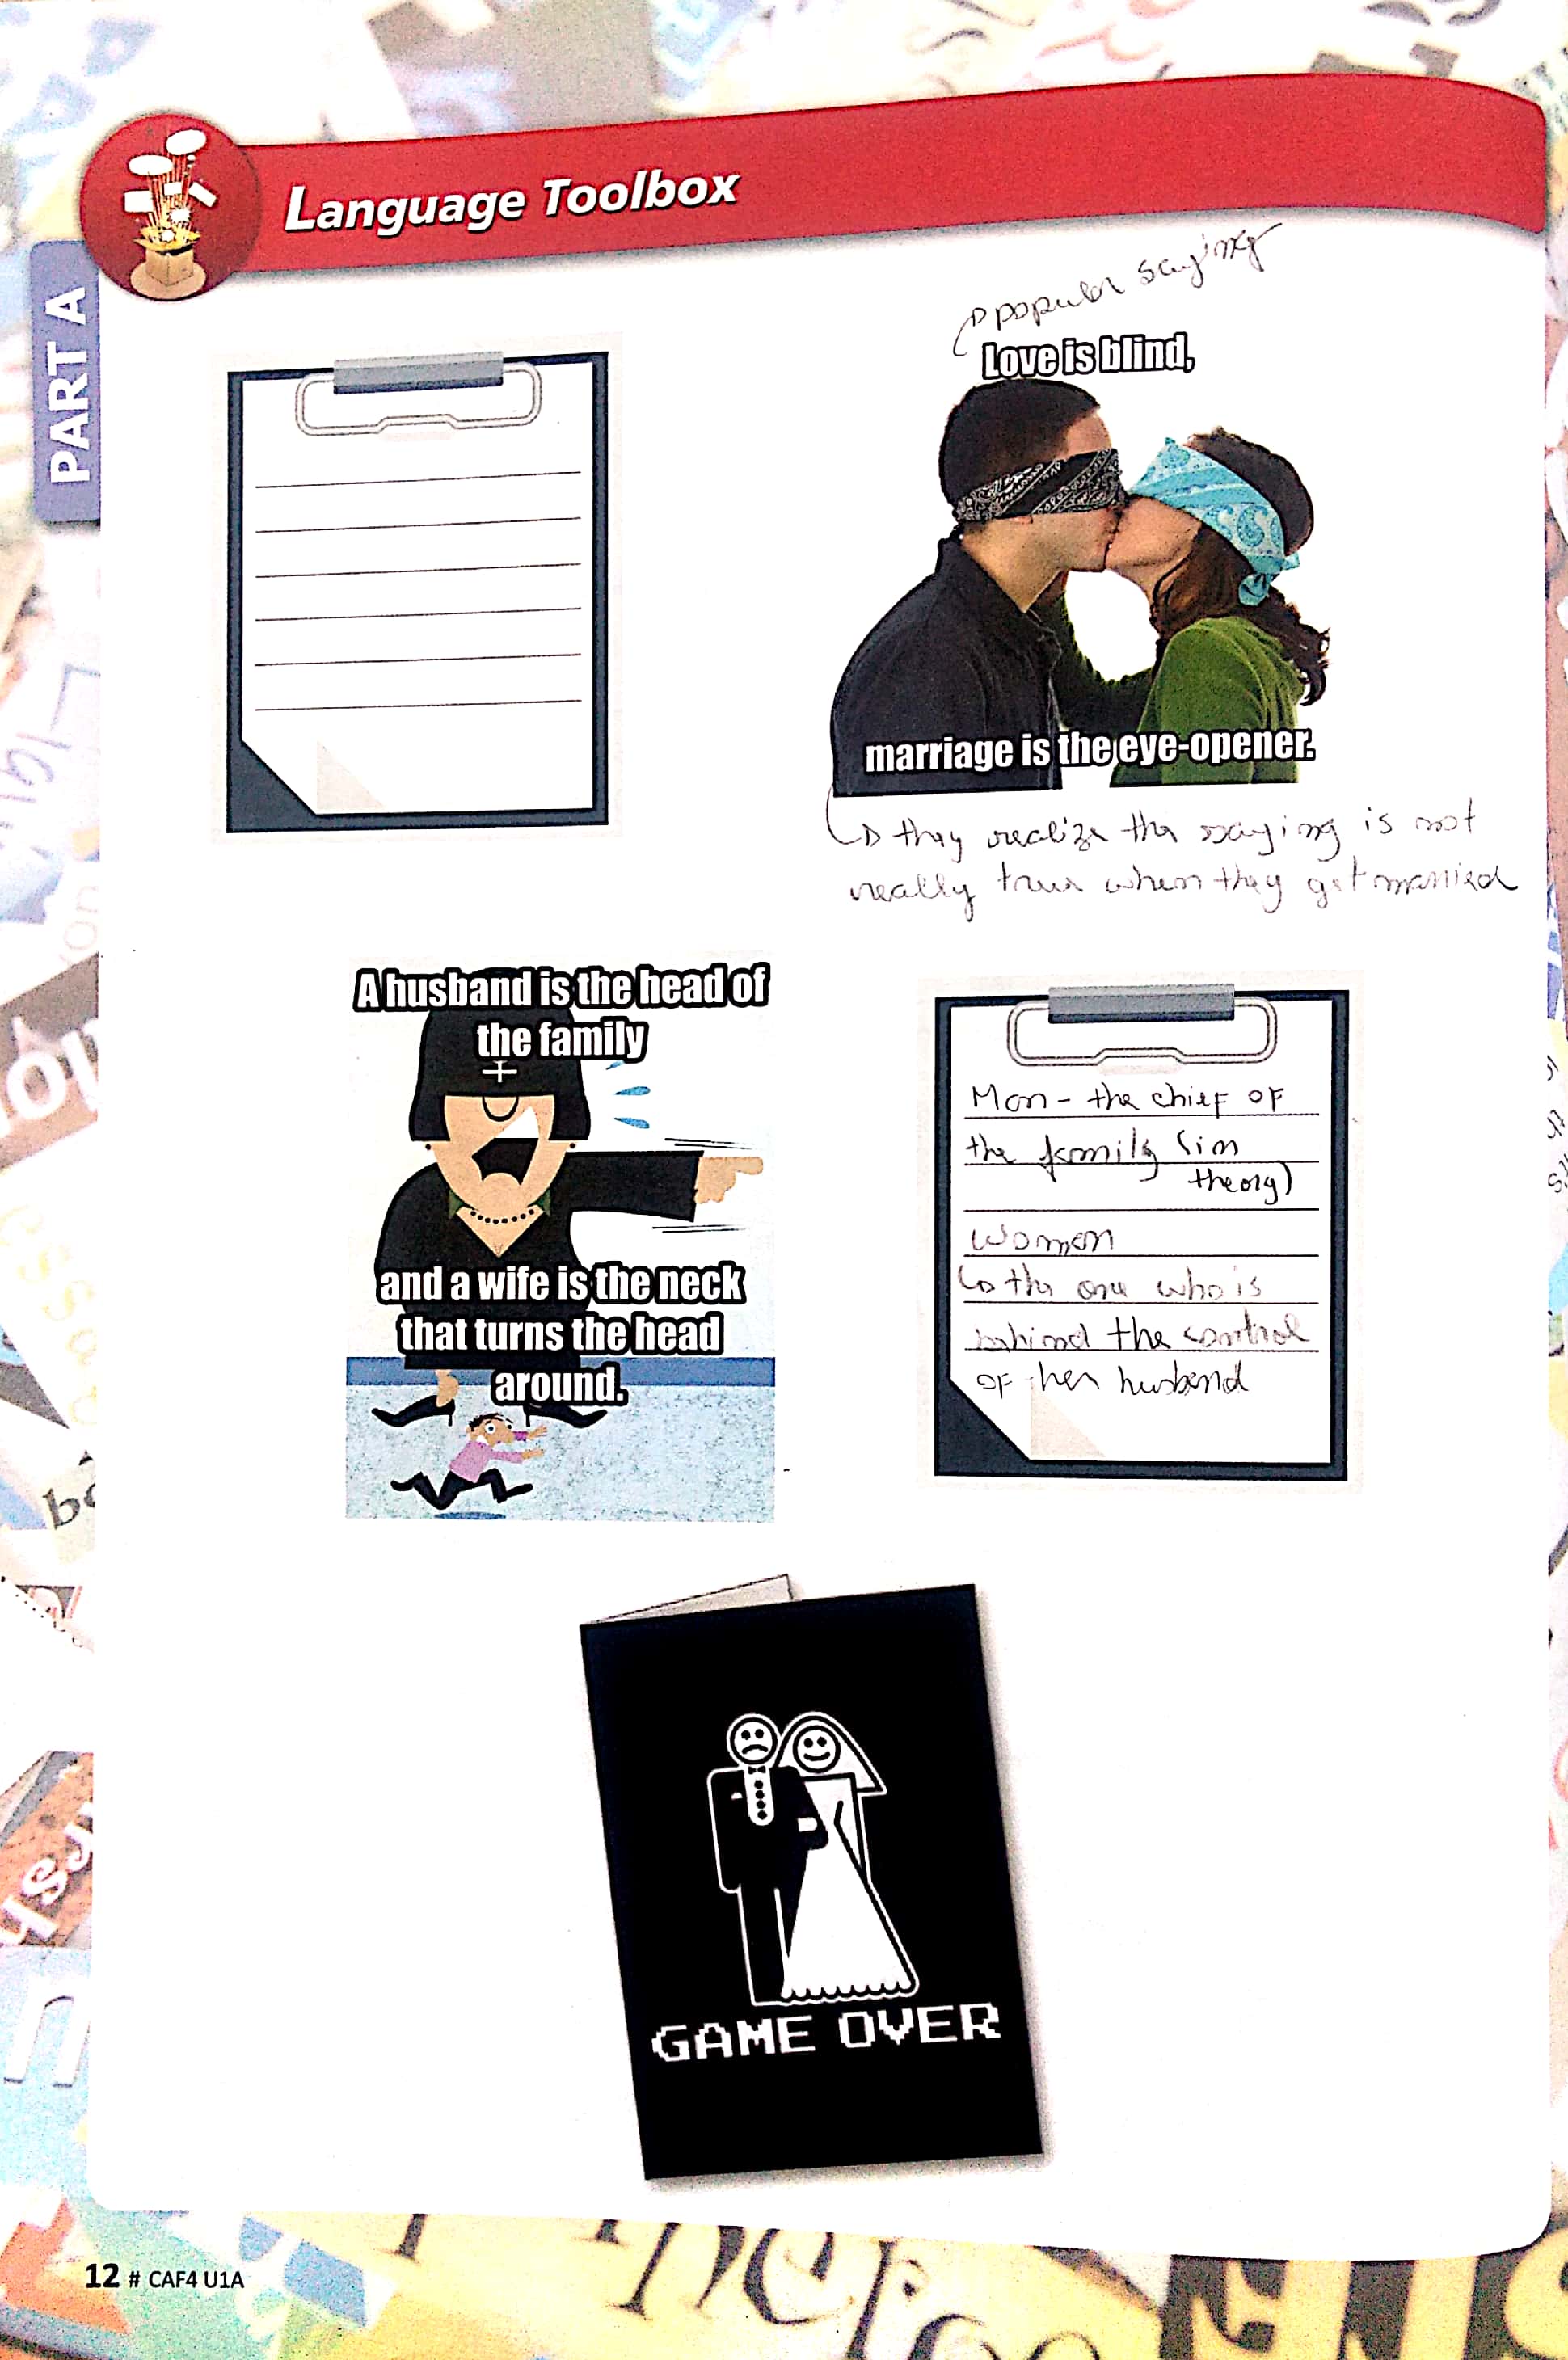 Language Toolbox
PART A
popular saying
Love is blind,
marriage is the eye-opener.
they realize the saying is not
really true when they get married
A husband is the head of
the family
and a wife is the neck
that turns the head
around.
Man - the chief of
the family (in
theory)
Women
the one who is
behind the control
of her husband
GAME OVER
12 # CAF4 U1A